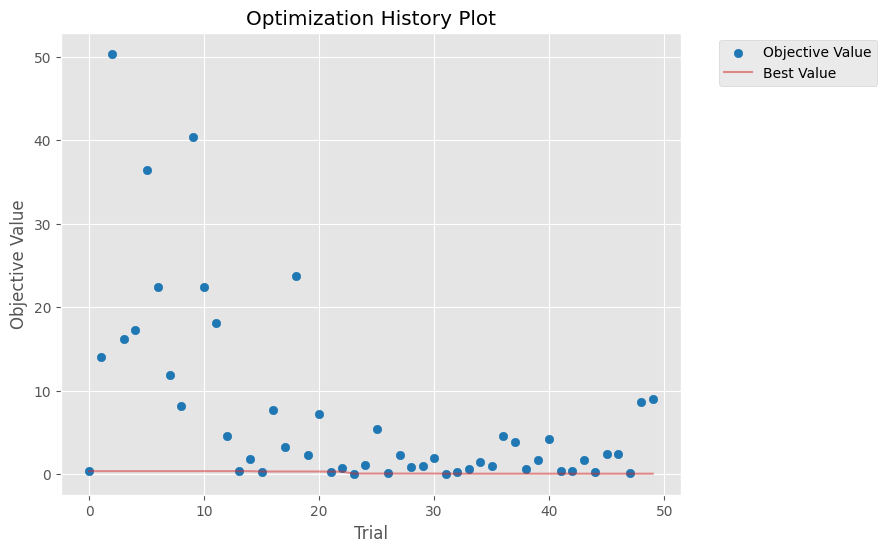 Optimization History Plot
Objective Value
Best Value
Objective Value
50
40
30
20
10
0
0 10 20 30 40 50
Trial